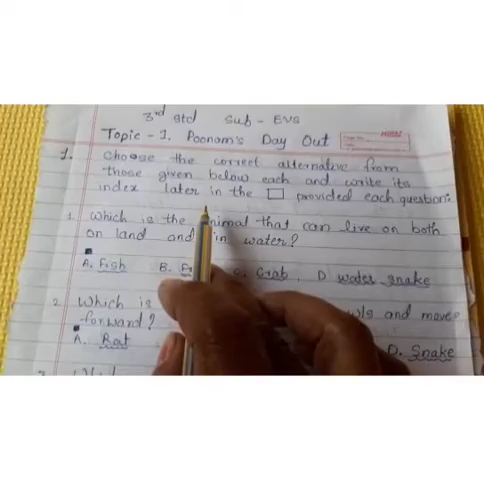 3rd Std Sub - EVS
Topic - 1. Poonam's Day Out
1. Choose the correct alternative from
those given below each and write its
index later in the provided each question:
1. Which is the animal that can live on both
on land and in water?
A. Fish B. C. Crab, D water snake
2. Which is and moves
forward?
A. Rat D. Snake